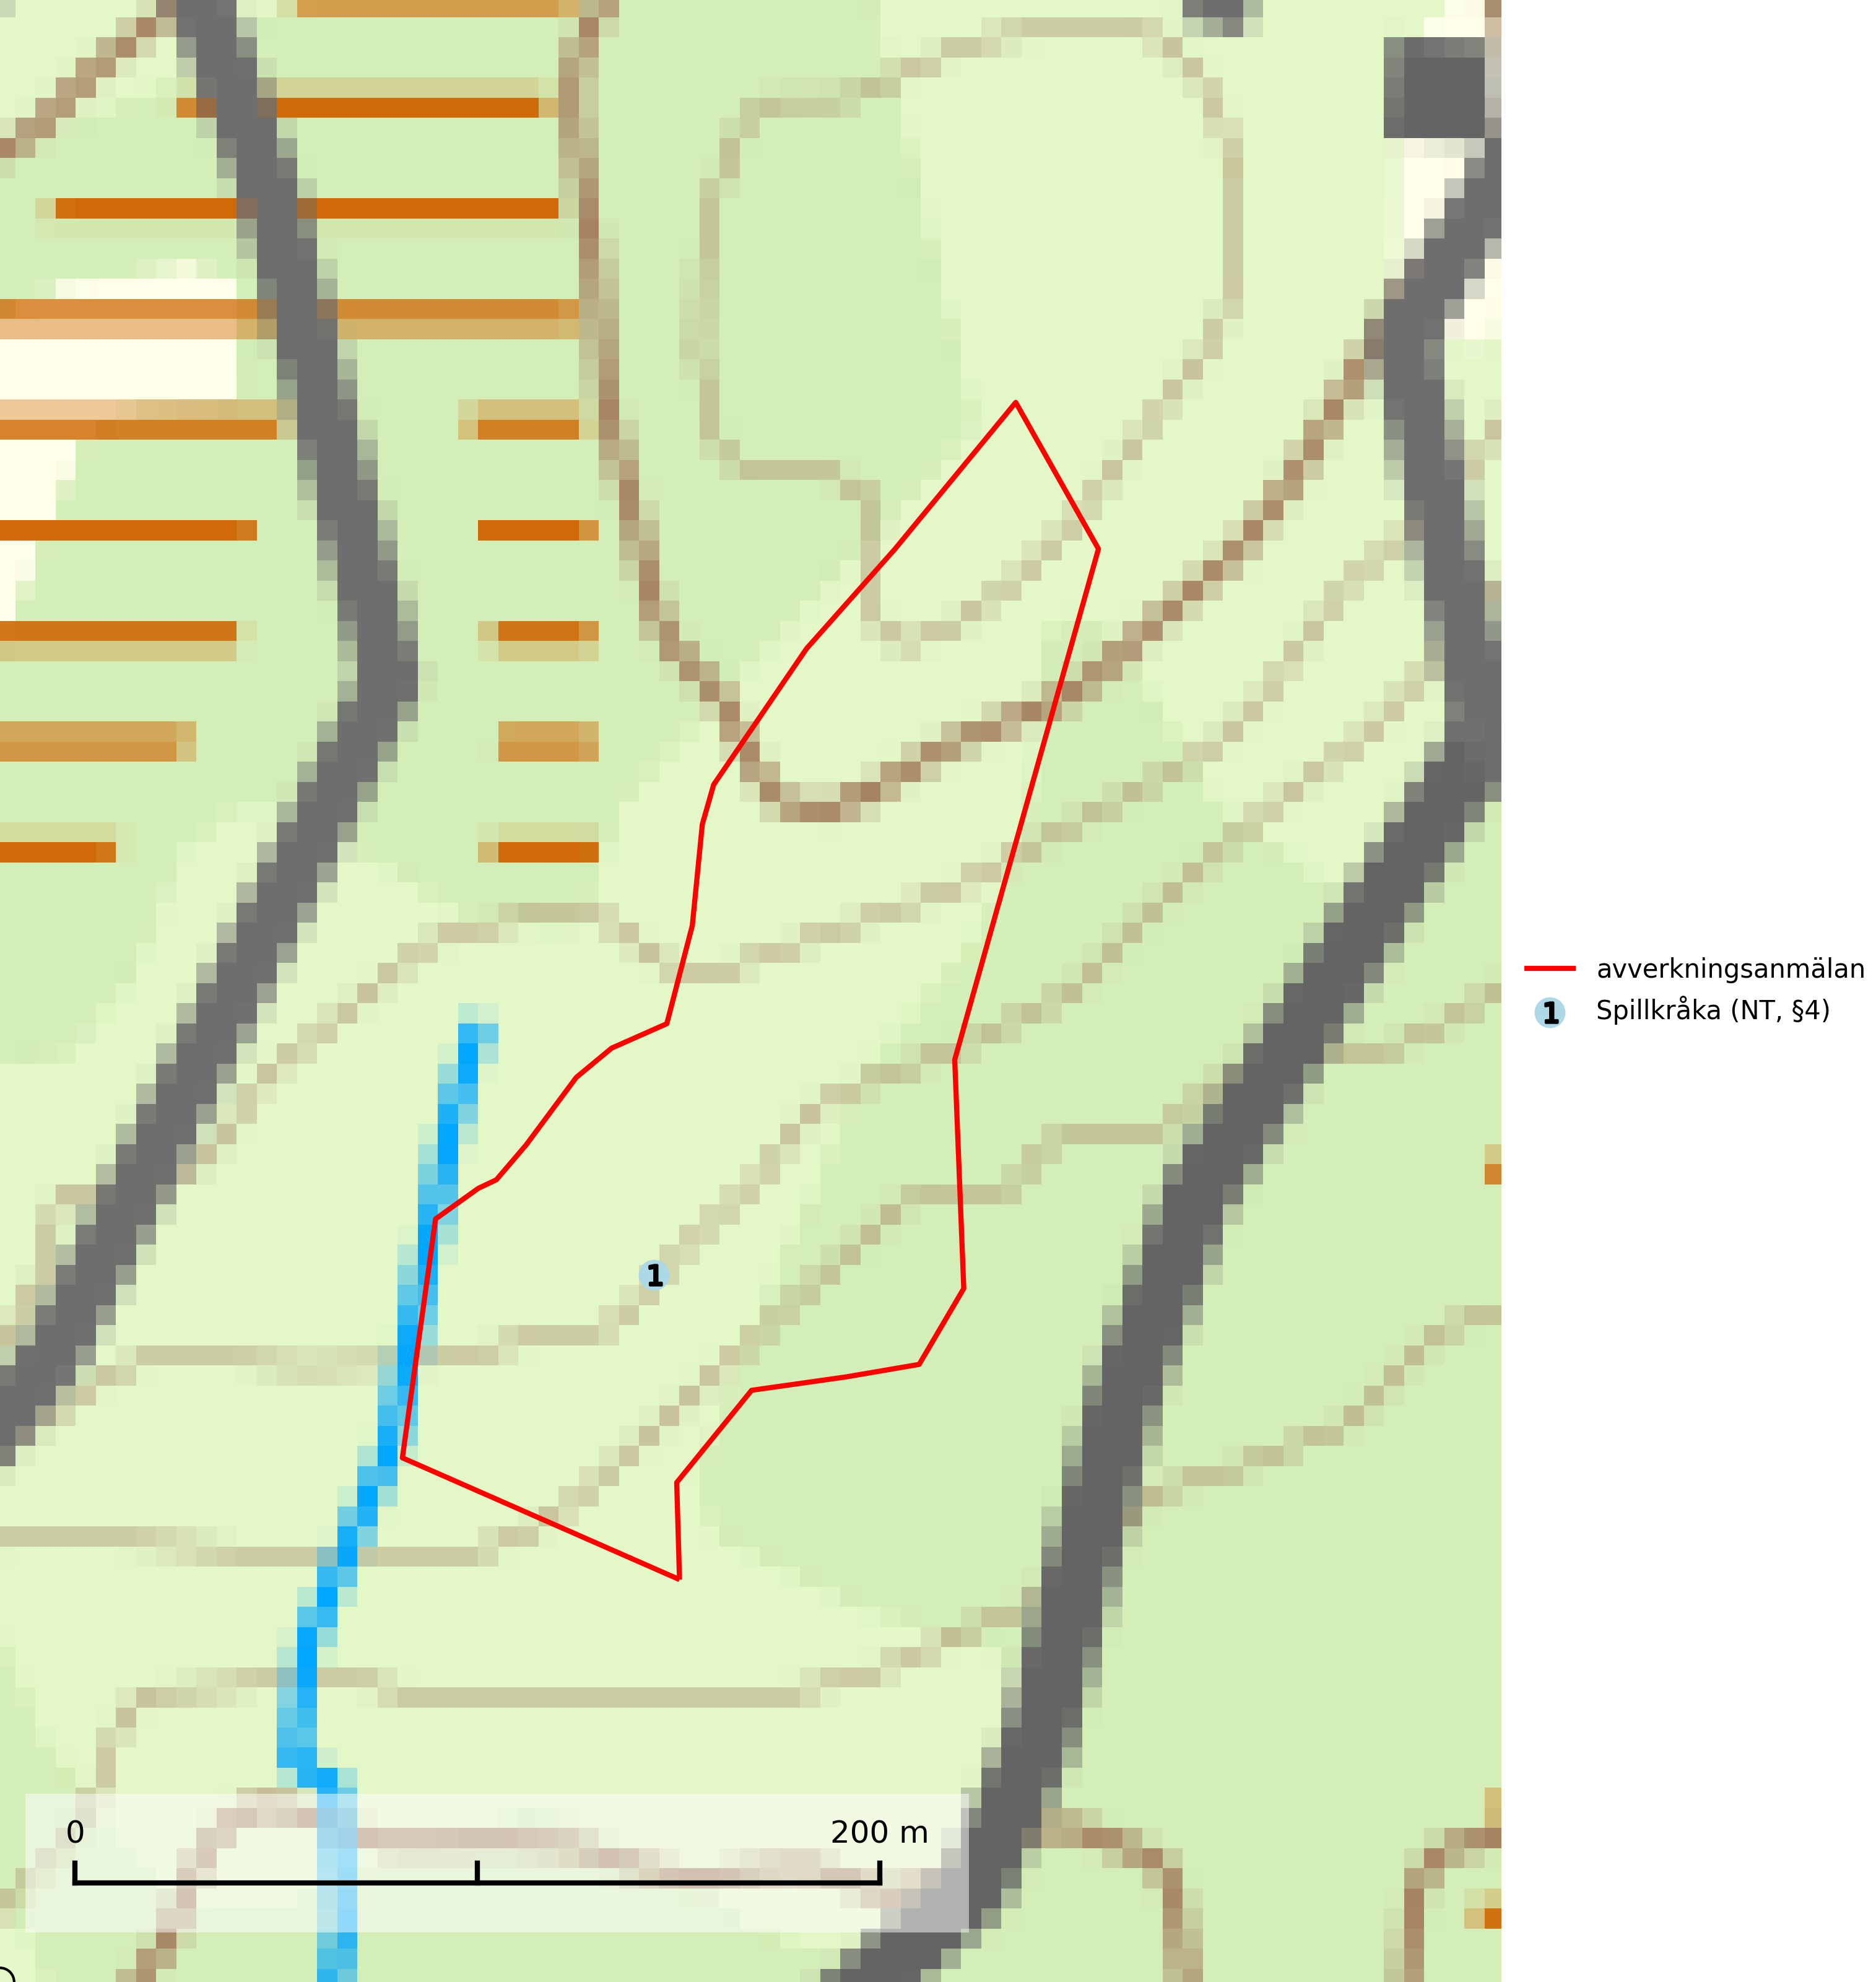 avverkningsanmälan
1 Spillkråka (NT, §4)
1
0 200 m